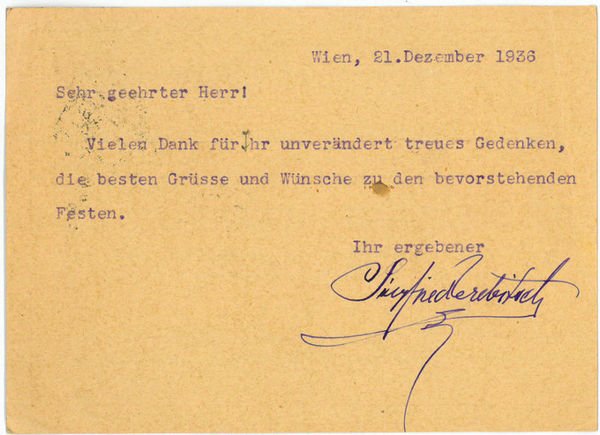 Wien, 21.Dezember 1936
Sehr geehrter Herr!
Vielen Dank für Ihr unverändert treues Gedenken,
die besten Grüsse und Wünsche zu den bevorstehenden
Festen.
Ihr ergebener